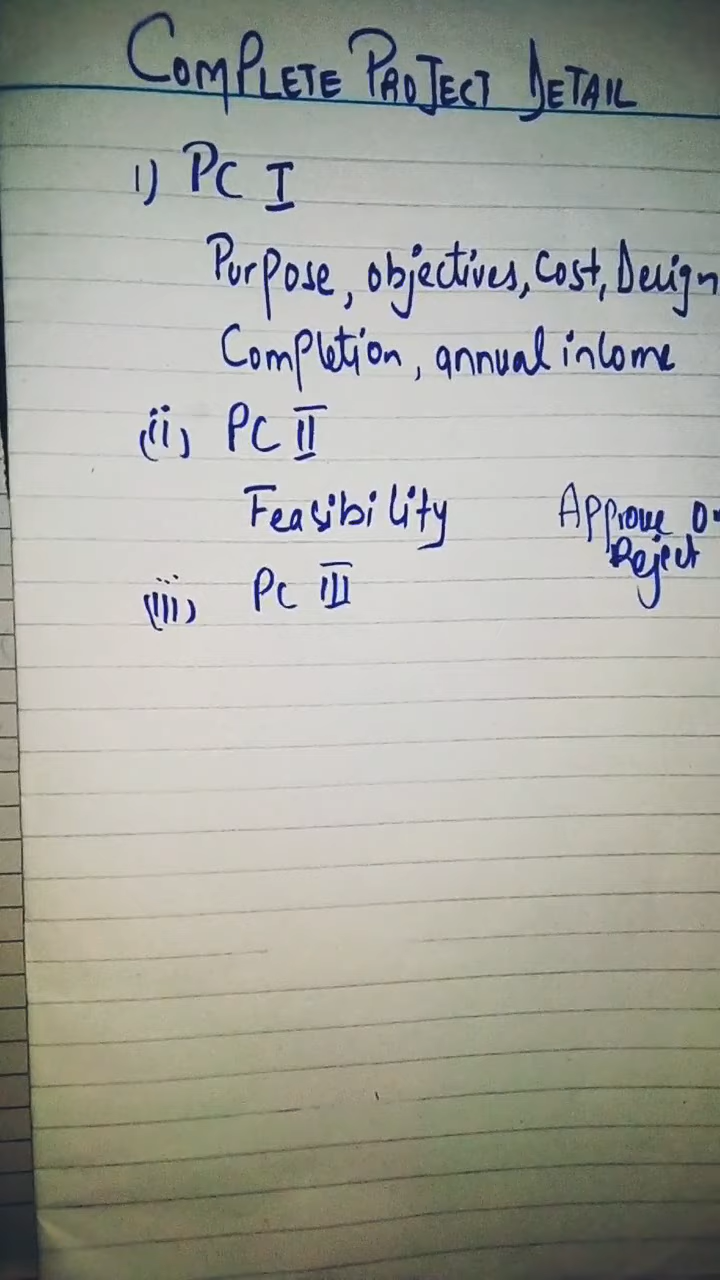 COMPLETE PROJECT DETAIL
1) PC I
Purpose, objectives, Cost, Design
Completion, annual income
(ii) PC II
Feasibility Approve Or
Reject
(iii) PC III